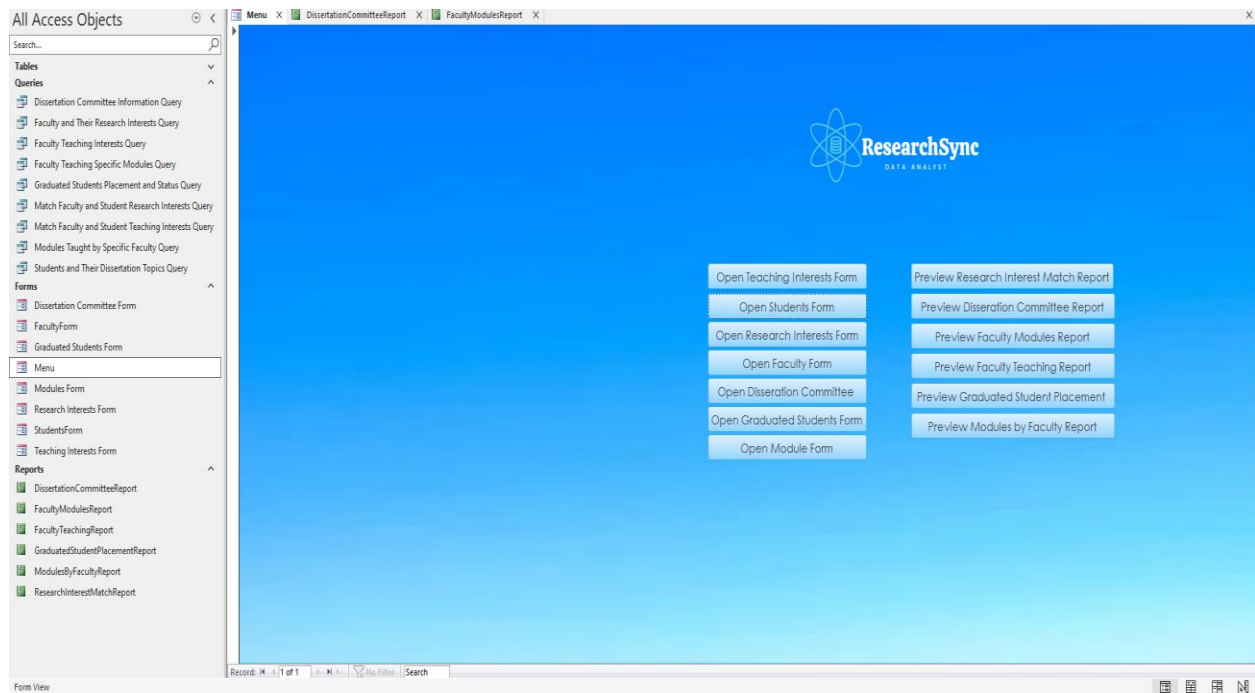 All Access Objects
Menu X DissertationCommitteeReport X FacultyModulesReport X X
Search...
Tables
Queries
Dissertation Committee Information Query
Faculty and Their Research Interests Query
Faculty Teaching Interests Query
Faculty Teaching Specific Modules Query
Graduated Students Placement and Status Query
Match Faculty and Student Research Interests Query
Match Faculty and Student Teaching Interests Query
Modules Taught by Specific Faculty Query
Students and Their Dissertation Topics Query
Forms
Dissertation Committee Form
FacultyForm
Graduated Students Form
Menu
Modules Form
Research Interests Form
StudentsForm
Teaching Interests Form
Reports
DissertationCommitteeReport
FacultyModulesReport
FacultyTeachingReport
GraduatedStudentPlacementReport
ModulesByFacultyReport
ResearchInterestMatchReport
ResearchSync
DATA ANALYST
Open Teaching Interests Form
Open Students Form
Open Research Interests Form
Open Faculty Form
Open Disseration Committee
Open Graduated Students Form
Open Module Form
Preview Research Interest Match Report
Preview Disseration Committee Report
Preview Faculty Modules Report
Preview Faculty Teaching Report
Preview Graduated Student Placement
Preview Modules by Faculty Report
Record: 1 of 1 No Filter Search
Form View